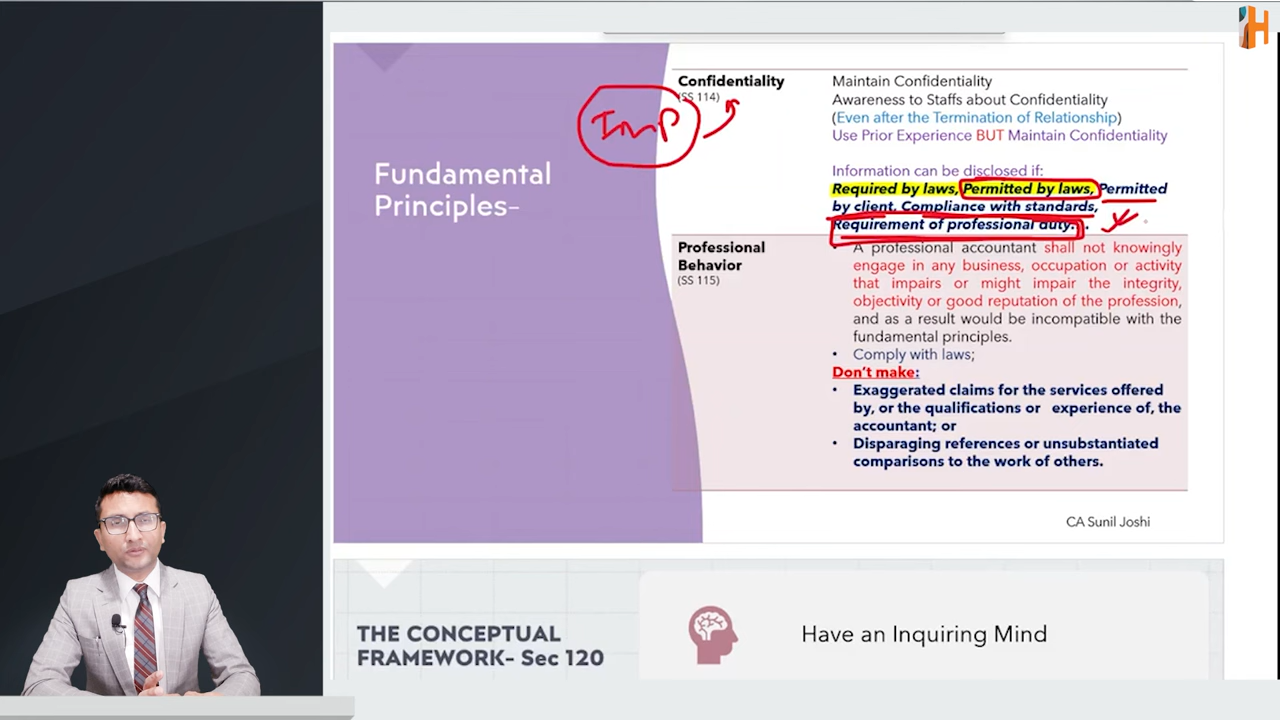 Confidentiality
(SS 114)
Imp
Maintain Confidentiality
Awareness to Staffs about Confidentiality
(Even after the Termination of Relationship)
Use Prior Experience BUT Maintain Confidentiality
Information can be disclosed if:
Required by laws, Permitted by laws, Permitted
by client, Compliance with standards,
Requirement of professional duty.
Fundamental
Principles-
Professional
Behavior
(SS 115)
• A professional accountant shall not knowingly
engage in any business, occupation or activity
that impairs or might impair the integrity,
objectivity or good reputation of the profession,
and as a result would be incompatible with the
fundamental principles.
• Comply with laws;
Don't make:
• Exaggerated claims for the services offered
by, or the qualifications or experience of, the
accountant; or
• Disparaging references or unsubstantiated
comparisons to the work of others.
CA Sunil Joshi
THE CONCEPTUAL
FRAMEWORK- Sec 120
Have an Inquiring Mind
H